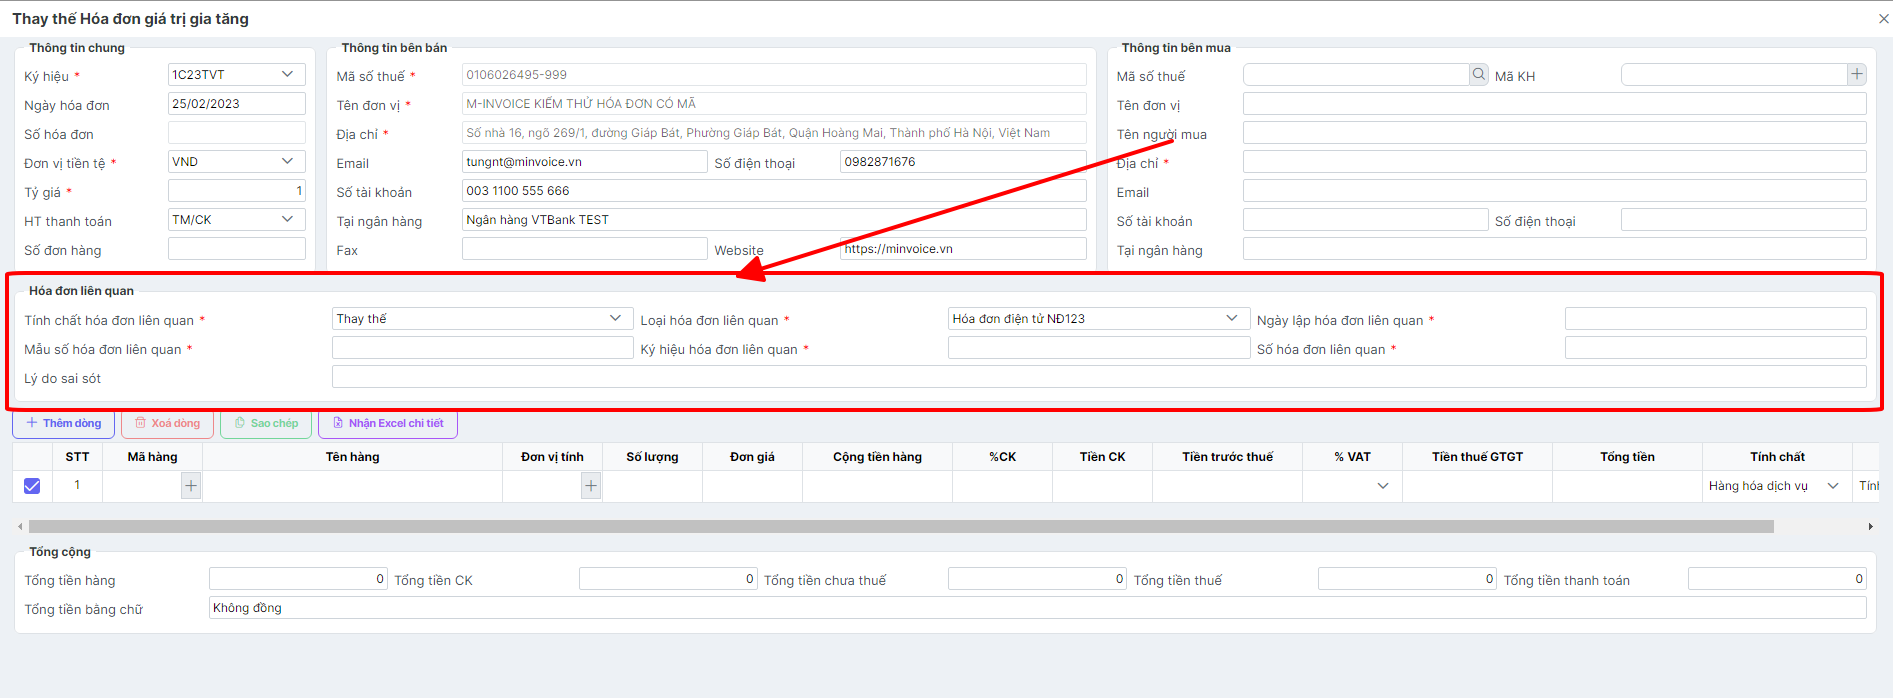 Thay thế Hóa đơn giá trị gia tăng
Thông tin chung
Ký hiệu * 1C23TVT
Ngày hóa đơn 25/02/2023
Số hóa đơn
Đơn vị tiền tệ * VND
Tỷ giá * 1
HT thanh toán TM/CK
Số đơn hàng
Thông tin bên bán
Mã số thuế * 0106026495-999
Tên đơn vị * M-INVOICE KIỂM THỬ HÓA ĐƠN CÓ MÃ
Địa chỉ * Số nhà 16, ngõ 269/1, đường Giáp Bát, Phường Giáp Bát, Quận Hoàng Mai, Thành phố Hà Nội, Việt Nam
Email tungnt@minvoice.vn Số điện thoại 0982871676
Số tài khoản 003 1100 555 666
Tại ngân hàng Ngân hàng VTBank TEST
Fax Website https://minvoice.vn
Thông tin bên mua
Mã số thuế Mã KH
Tên đơn vị
Tên người mua
Địa chỉ *
Email
Số tài khoản Số điện thoại
Tại ngân hàng
Hóa đơn liên quan
Tính chất hóa đơn liên quan * Thay thế Loại hóa đơn liên quan * Hóa đơn điện tử NĐ123 Ngày lập hóa đơn liên quan *
Mẫu số hóa đơn liên quan * Ký hiệu hóa đơn liên quan * Số hóa đơn liên quan *
Lý do sai sót
Thêm dòng Xoá dòng Sao chép Nhận Excel chi tiết
STT Mã hàng Tên hàng Đơn vị tính Số lượng Đơn giá Cộng tiền hàng %CK Tiền CK Tiền trước thuế % VAT Tiền thuế GTGT Tổng tiền Tính chất
1 Hàng hóa dịch vụ Tính
Tổng cộng
Tổng tiền hàng 0 Tổng tiền CK 0 Tổng tiền chưa thuế 0 Tổng tiền thuế 0 Tổng tiền thanh toán 0
Tổng tiền bằng chữ Không đồng